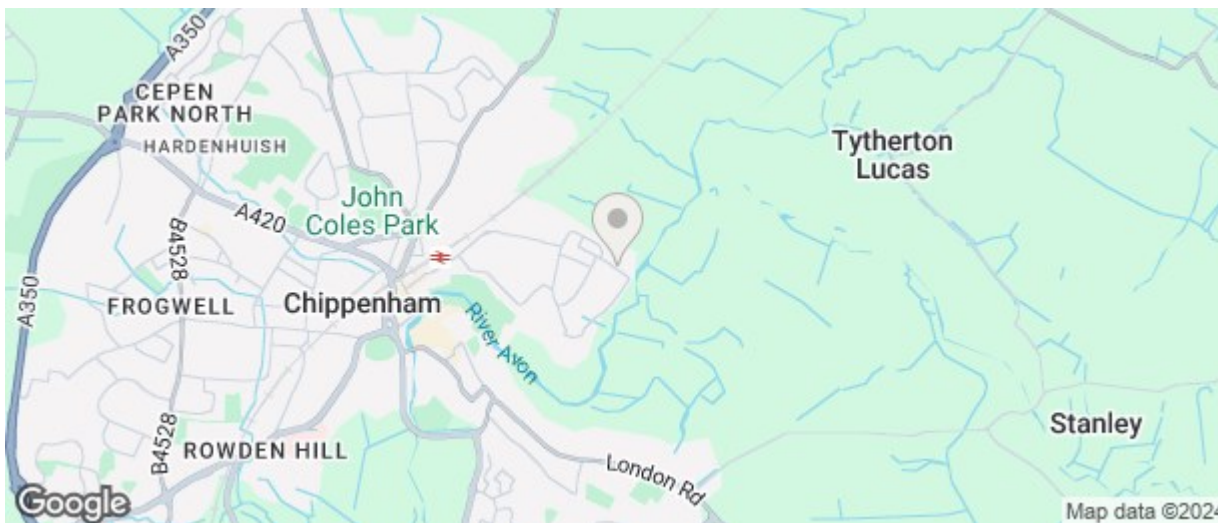 A350
CEPEN
PARK NORTH
HARDENHUISH
Tytherton
Lucas
John
Coles Park
A420
B4528
A350
FROGWELL
Chippenham
River Avon
B4528
ROWDEN HILL
London Rd
Stanley
Google
Map data ©2024